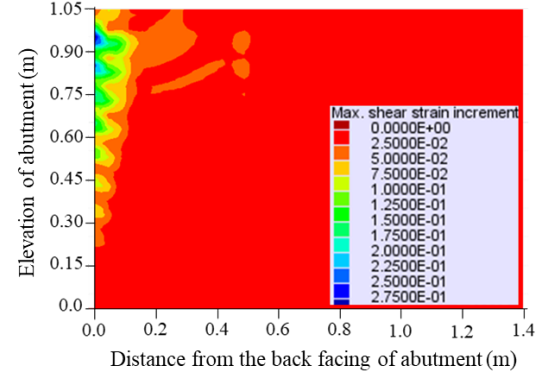 Elevation of abutment (m)
1.05
0.90
0.75
0.60
0.45
0.30
0.15
0.0
Max. shear strain increment
0.0000E+00
2.5000E-02
5.0000E-02
7.5000E-02
1.0000E-01
1.2500E-01
1.5000E-01
1.7500E-01
2.0000E-01
2.2500E-01
2.5000E-01
2.7500E-01
0.0 0.2 0.4 0.6 0.8 1.0 1.2 1.4
Distance from the back facing of abutment (m)